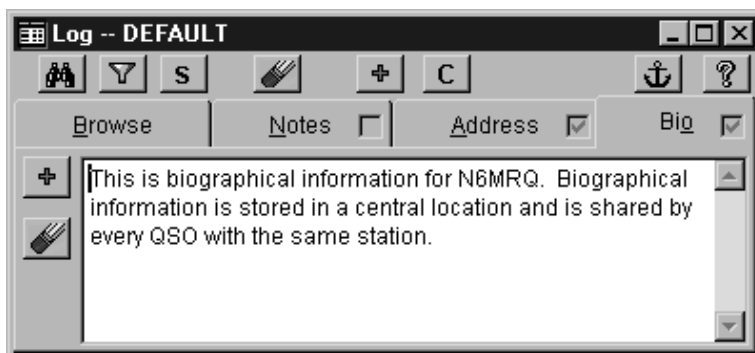 Log -- DEFAULT
S C ?
Browse Notes Address Bio
This is biographical information for N6MRQ.  Biographical
information is stored in a central location and is shared by
every QSO with the same station.